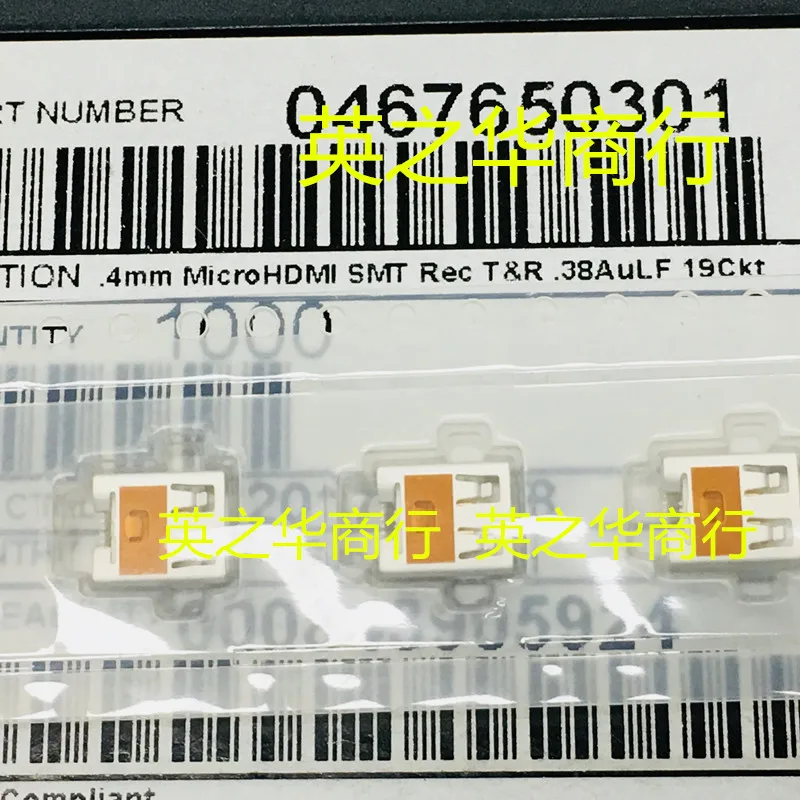 RT NUMBER 0467650301
英之华商行
TION .4mm MicroHDMI SMT Rec T&R .38AuLF 19Ckt
NTITY 1000
英之华商行 英之华商行
Compliant